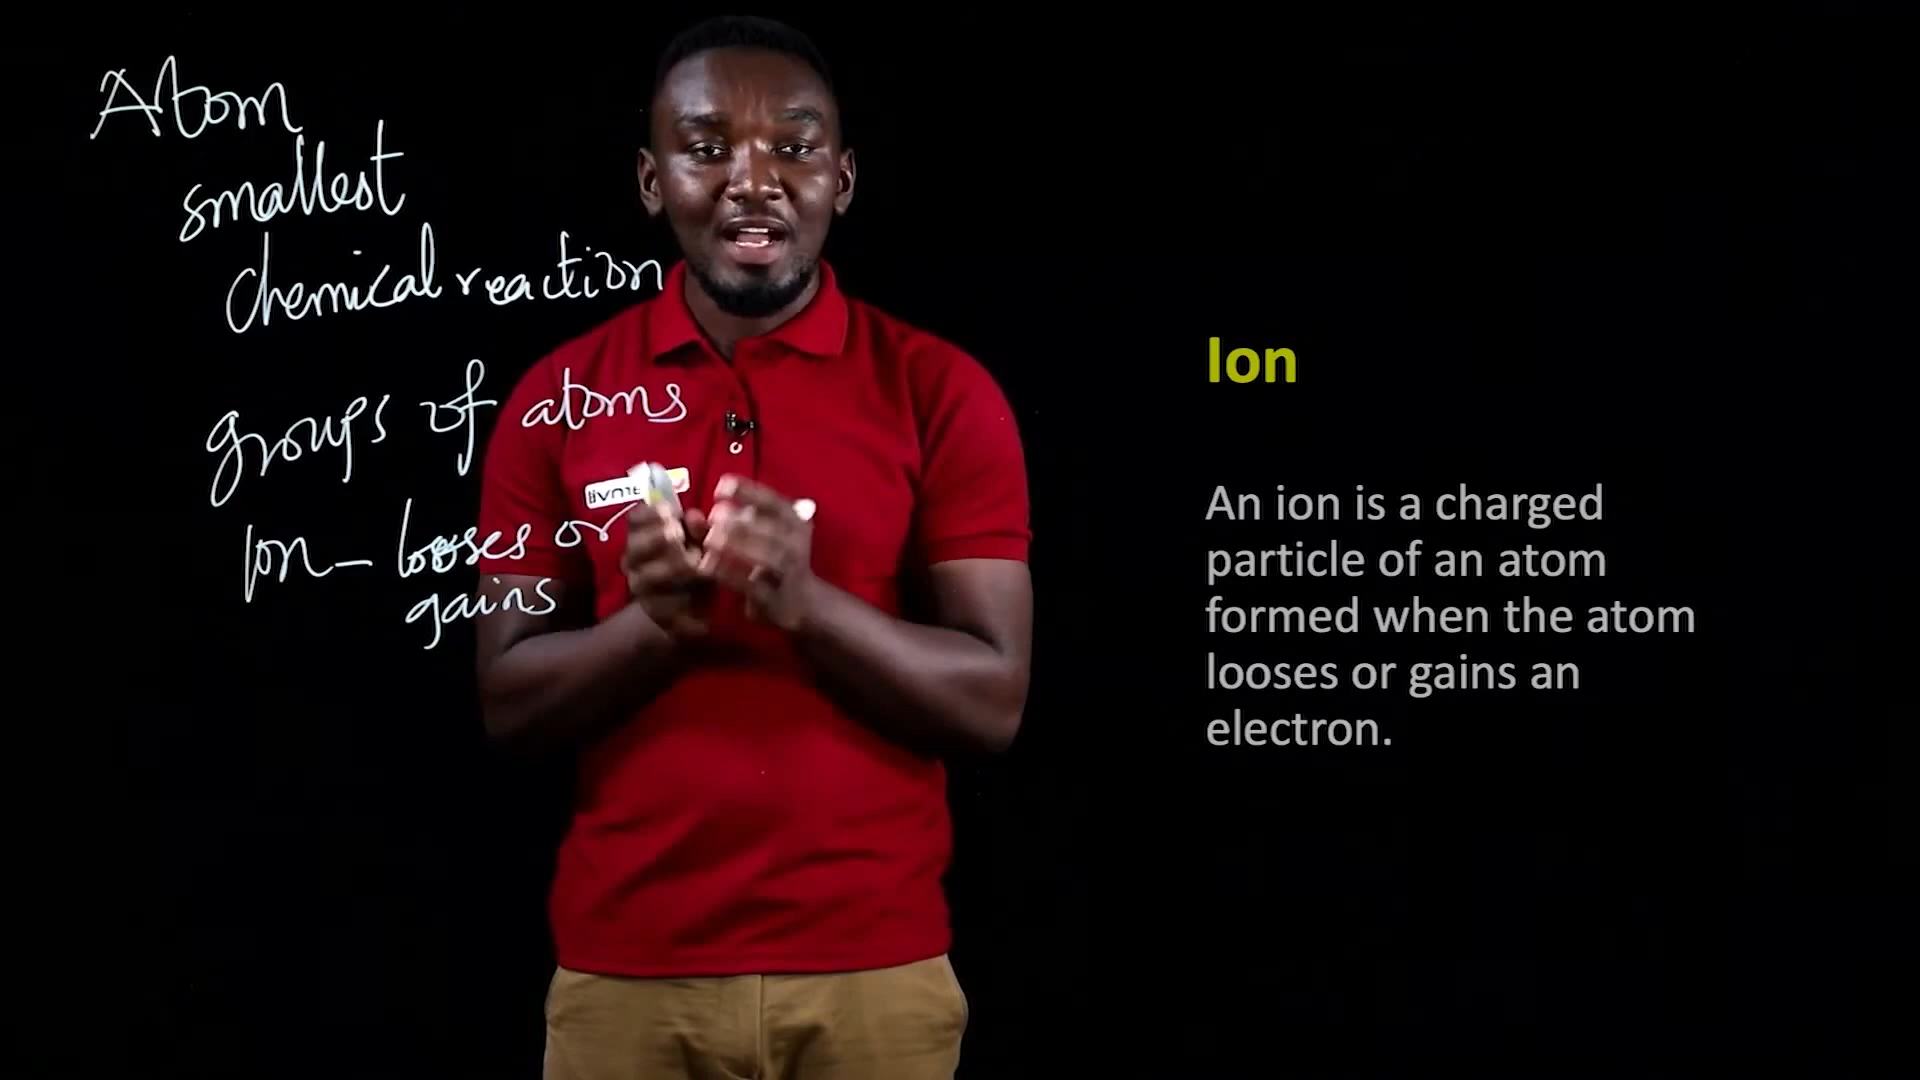 Atom
smallest
chemical reaction
groups of atoms
Ion - looses or
gains
Ion
An ion is a charged
particle of an atom
formed when the atom
looses or gains an
electron.